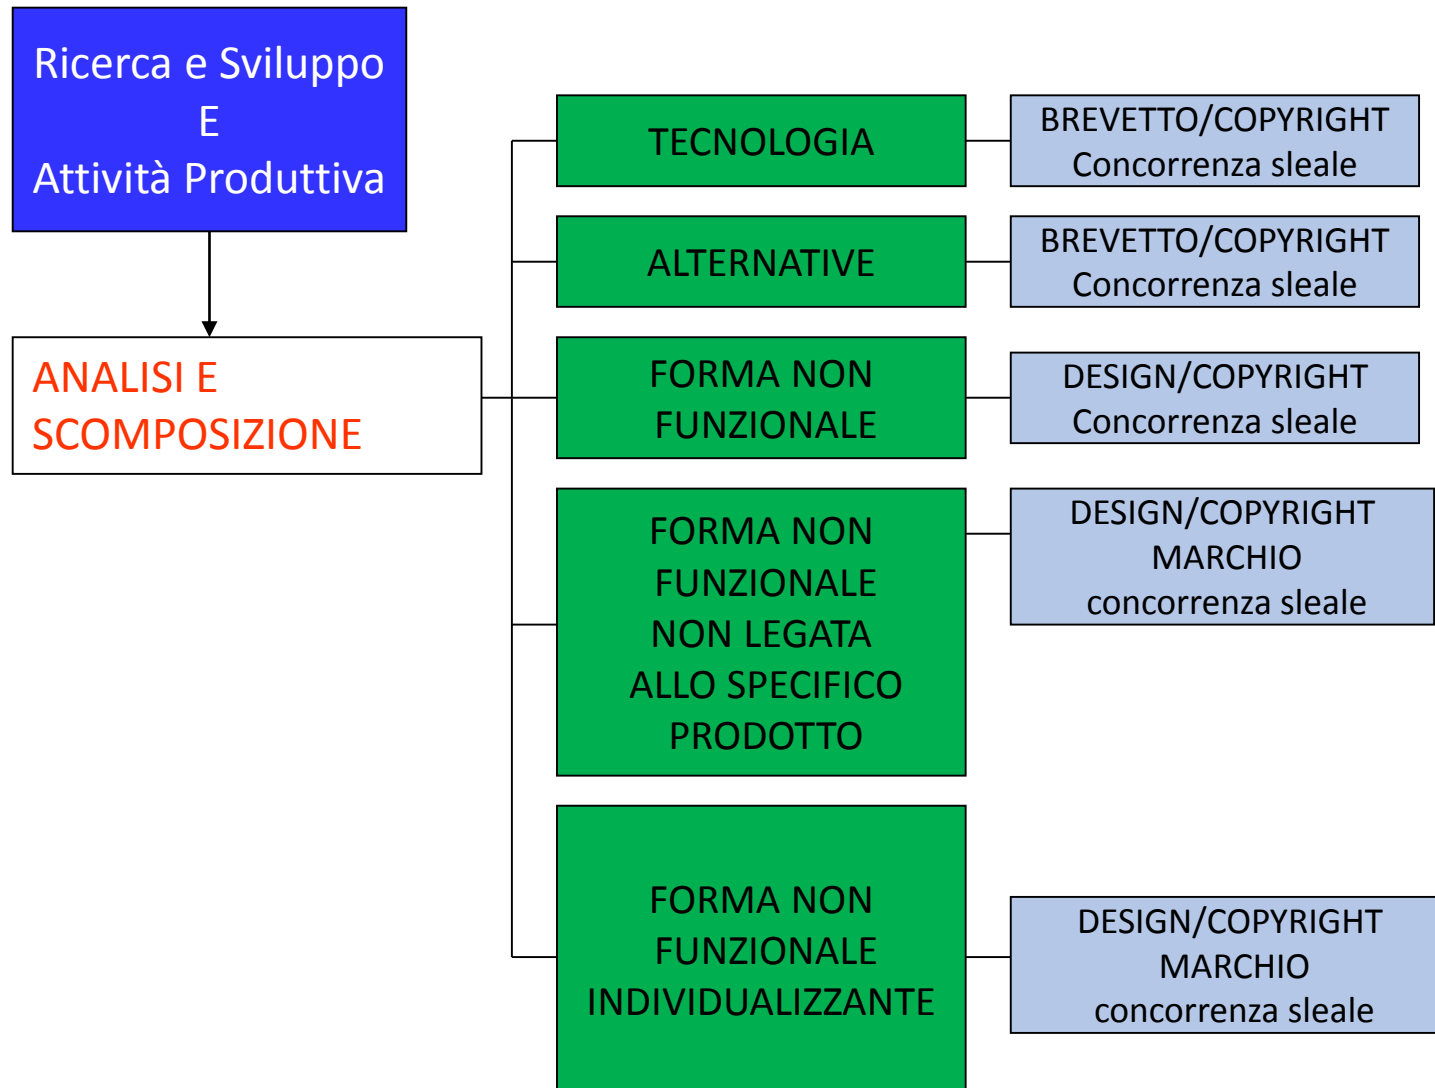 Ricerca e Sviluppo
E
Attività Produttiva
ANALISI E
SCOMPOSIZIONE
TECNOLOGIA
BREVETTO/COPYRIGHT
Concorrenza sleale
ALTERNATIVE
BREVETTO/COPYRIGHT
Concorrenza sleale
FORMA NON
FUNZIONALE
DESIGN/COPYRIGHT
Concorrenza sleale
FORMA NON
FUNZIONALE
NON LEGATA
ALLO SPECIFICO
PRODOTTO
DESIGN/COPYRIGHT
MARCHIO
concorrenza sleale
FORMA NON
FUNZIONALE
INDIVIDUALIZZANTE
DESIGN/COPYRIGHT
MARCHIO
concorrenza sleale